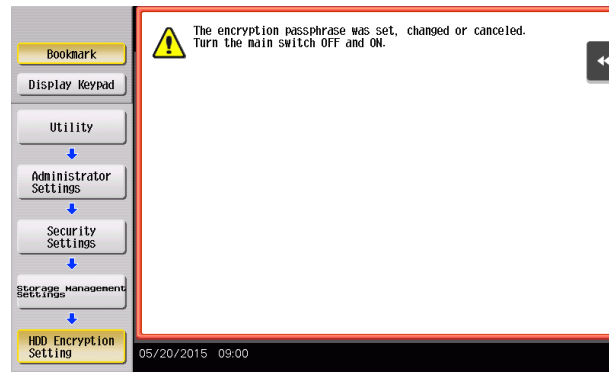 The encryption passphrase was set, changed or canceled.
Turn the main switch OFF and ON.
Bookmark
Display Keypad
Utility
Administrator
Settings
Security
Settings
Storage Management
Settings
HDD Encryption
Setting
05/20/2015 09:00